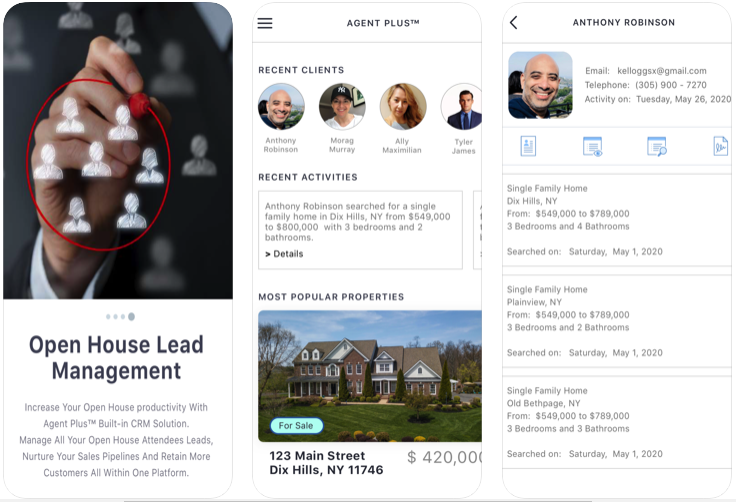 Open House Lead
Management
Increase Your Open House productivity With
Agent Plus™ Built-in CRM Solution.
Manage All Your Open House Attendees Leads,
Nurture Your Sales Pipelines And Retain More
Customers All Within One Platform.
AGENT PLUS™
RECENT CLIENTS
Anthony
Robinson
Morag
Murray
Ally
Maximilian
Tyler
James
RECENT ACTIVITIES
Anthony Robinson searched for a single
family home in Dix Hills, NY from $549,000
to $800,000 with 3 bedrooms and 2
bathrooms.
> Details
MOST POPULAR PROPERTIES
For Sale
123 Main Street
Dix Hills, NY 11746
$ 420,000
ANTHONY ROBINSON
Email: kelloggsx@gmail.com
Telephone: (305) 900 - 7270
Activity on: Tuesday, May 26, 2020
Single Family Home
Dix Hills, NY
From: $549,000 to $789,000
3 Bedrooms and 4 Bathrooms
Searched on: Saturday, May 1, 2020
Single Family Home
Plainview, NY
From: $549,000 to $789,000
3 Bedrooms and 2 Bathrooms
Searched on: Saturday, May 1, 2020
Single Family Home
Old Bethpage, NY
From: $549,000 to $789,000
3 Bedrooms and 3 Bathrooms
Searched on: Saturday, May 1, 2020